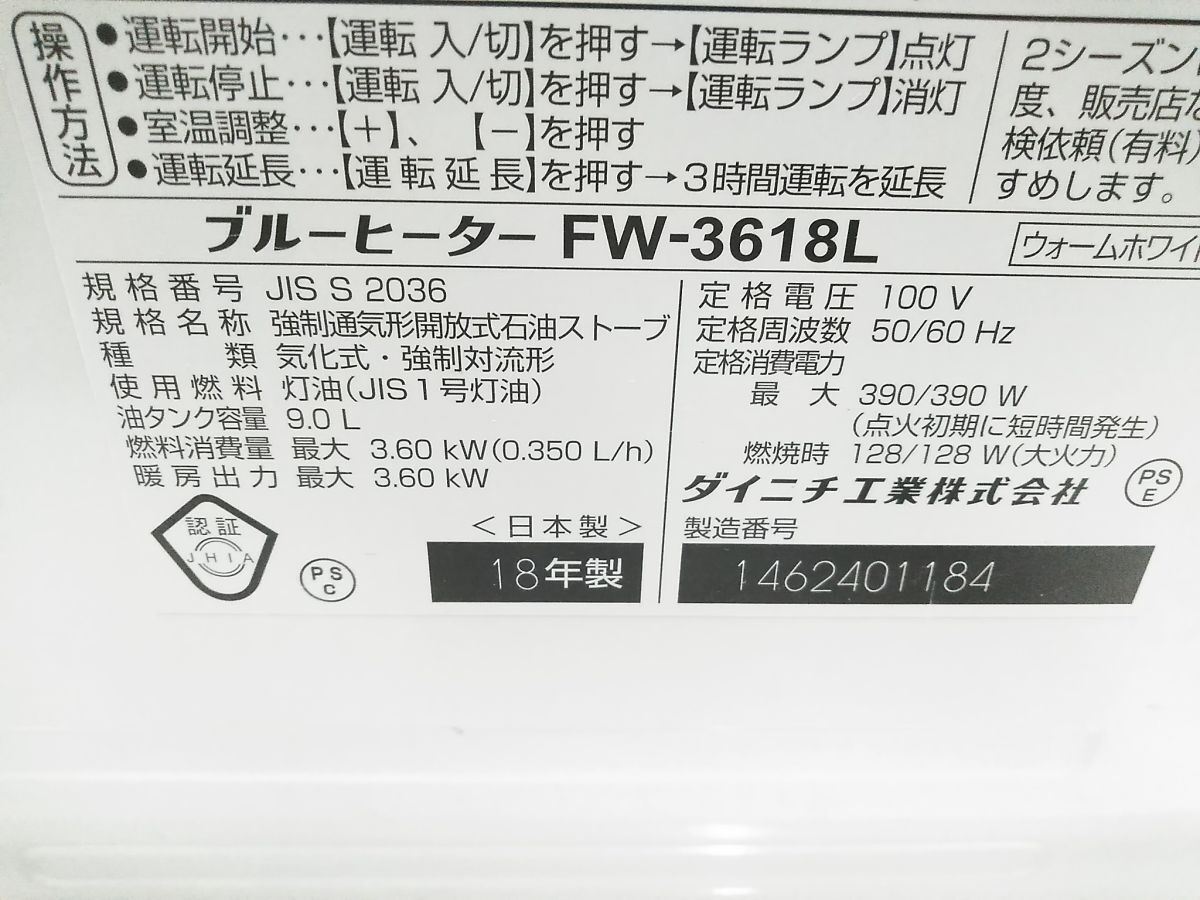 操作方法
●運転開始…【運転 入/切】を押す→【運転ランプ】点灯
●運転停止…【運転 入/切】を押す→【運転ランプ】消灯
●室温調整…【＋】、【－】を押す
●運転延長…【運転延長】を押す→3時間運転を延長
2シーズン
度、販売店
検依頼(有料)
すめします。
ブルーヒーター FW-3618L
ウォームホワイ
規格番号 JIS S 2036
規格名称 強制通気形開放式石油ストーブ
種類 気化式・強制対流形
使用燃料 灯油(JIS1号灯油)
油タンク容量 9.0 L
燃料消費量 最大 3.60 kW(0.350 L/h)
暖房出力 最大 3.60 kW
認証
JHIA
PS
C
<日本製>
18年製
定格電圧 100 V
定格周波数 50/60 Hz
定格消費電力
最大 390/390 W
(点火初期に短時間発生)
燃焼時 128/128 W(大火力)
ダイニチ工業株式会社
PS
E
製造番号
1462401184